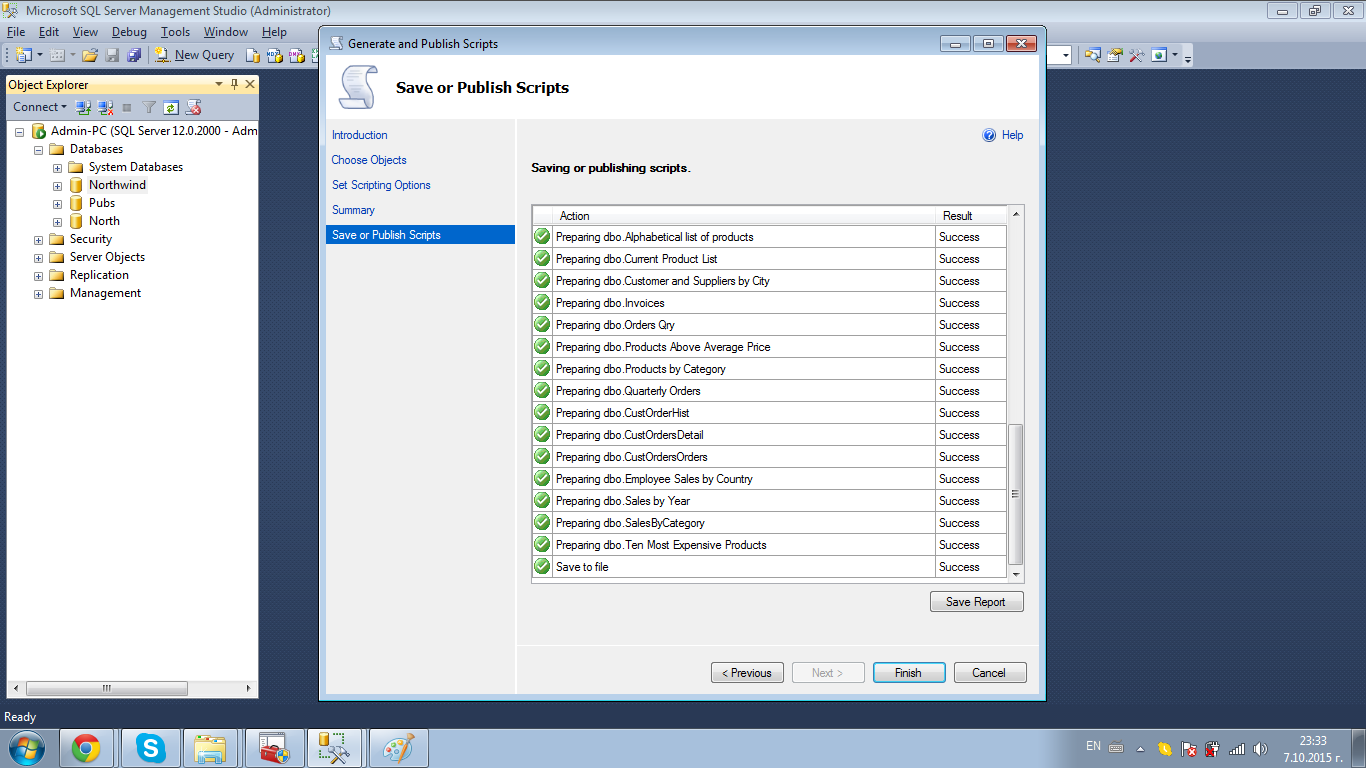 Microsoft SQL Server Management Studio (Administrator)
File Edit View Debug Tools Window Help
New Query
Object Explorer
Connect
Admin-PC (SQL Server 12.0.2000 - Adm
Databases
System Databases
Northwind
Pubs
North
Security
Server Objects
Replication
Management
Generate and Publish Scripts
Save or Publish Scripts
Introduction
Choose Objects
Set Scripting Options
Summary
Save or Publish Scripts
Help
Saving or publishing scripts.
Action Result
Preparing dbo.Alphabetical list of products Success
Preparing dbo.Current Product List Success
Preparing dbo.Customer and Suppliers by City Success
Preparing dbo.Invoices Success
Preparing dbo.Orders Qry Success
Preparing dbo.Products Above Average Price Success
Preparing dbo.Products by Category Success
Preparing dbo.Quarterly Orders Success
Preparing dbo.CustOrderHist Success
Preparing dbo.CustOrdersDetail Success
Preparing dbo.CustOrdersOrders Success
Preparing dbo.Employee Sales by Country Success
Preparing dbo.Sales by Year Success
Preparing dbo.SalesByCategory Success
Preparing dbo.Ten Most Expensive Products Success
Save to file Success
Save Report
< Previous Next > Finish Cancel
Ready
EN
23:33
7.10.2015 г.